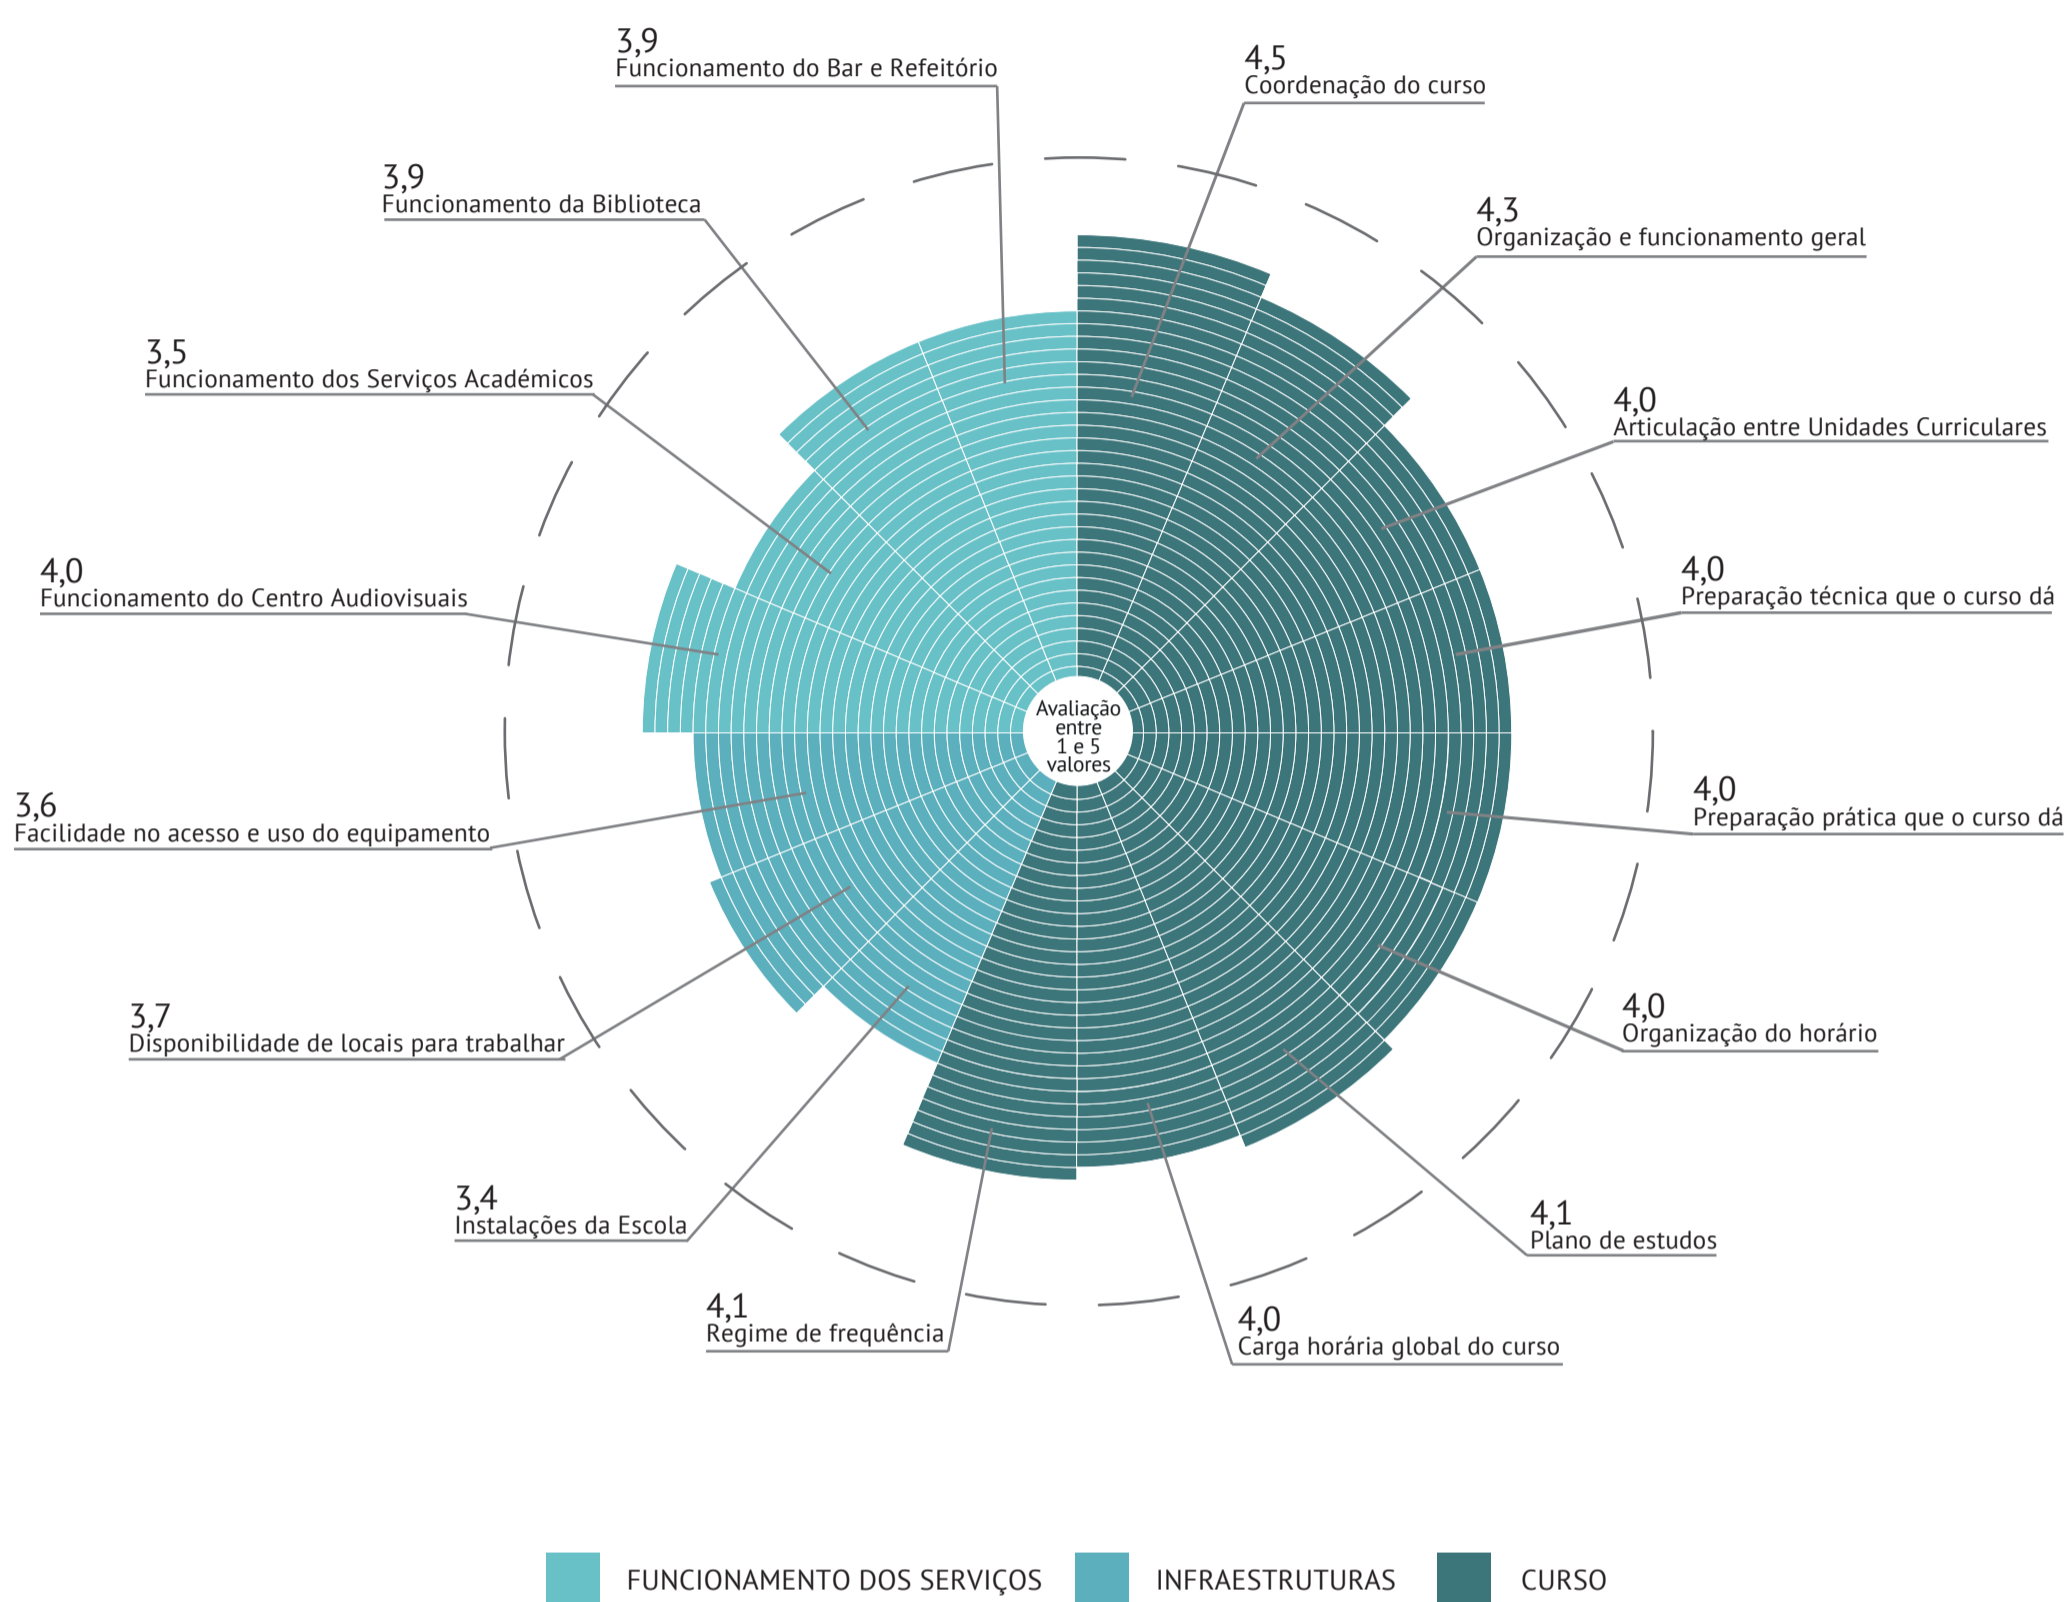 3,9
Funcionamento do Bar e Refeitório
4,5
Coordenação do curso
3,9
Funcionamento da Biblioteca
4,3
Organização e funcionamento geral
3,5
Funcionamento dos Serviços Académicos
4,0
Articulação entre Unidades Curriculares
4,0
Funcionamento do Centro Audiovisuais
4,0
Preparação técnica que o curso dá
Avaliação
entre
1 e 5
valores
3,6
Facilidade no acesso e uso do equipamento
4,0
Preparação prática que o curso dá
3,7
Disponibilidade de locais para trabalhar
4,0
Organização do horário
3,4
Instalações da Escola
4,1
Plano de estudos
4,1
Regime de frequência
4,0
Carga horária global do curso
FUNCIONAMENTO DOS SERVIÇOS
INFRAESTRUTURAS
CURSO